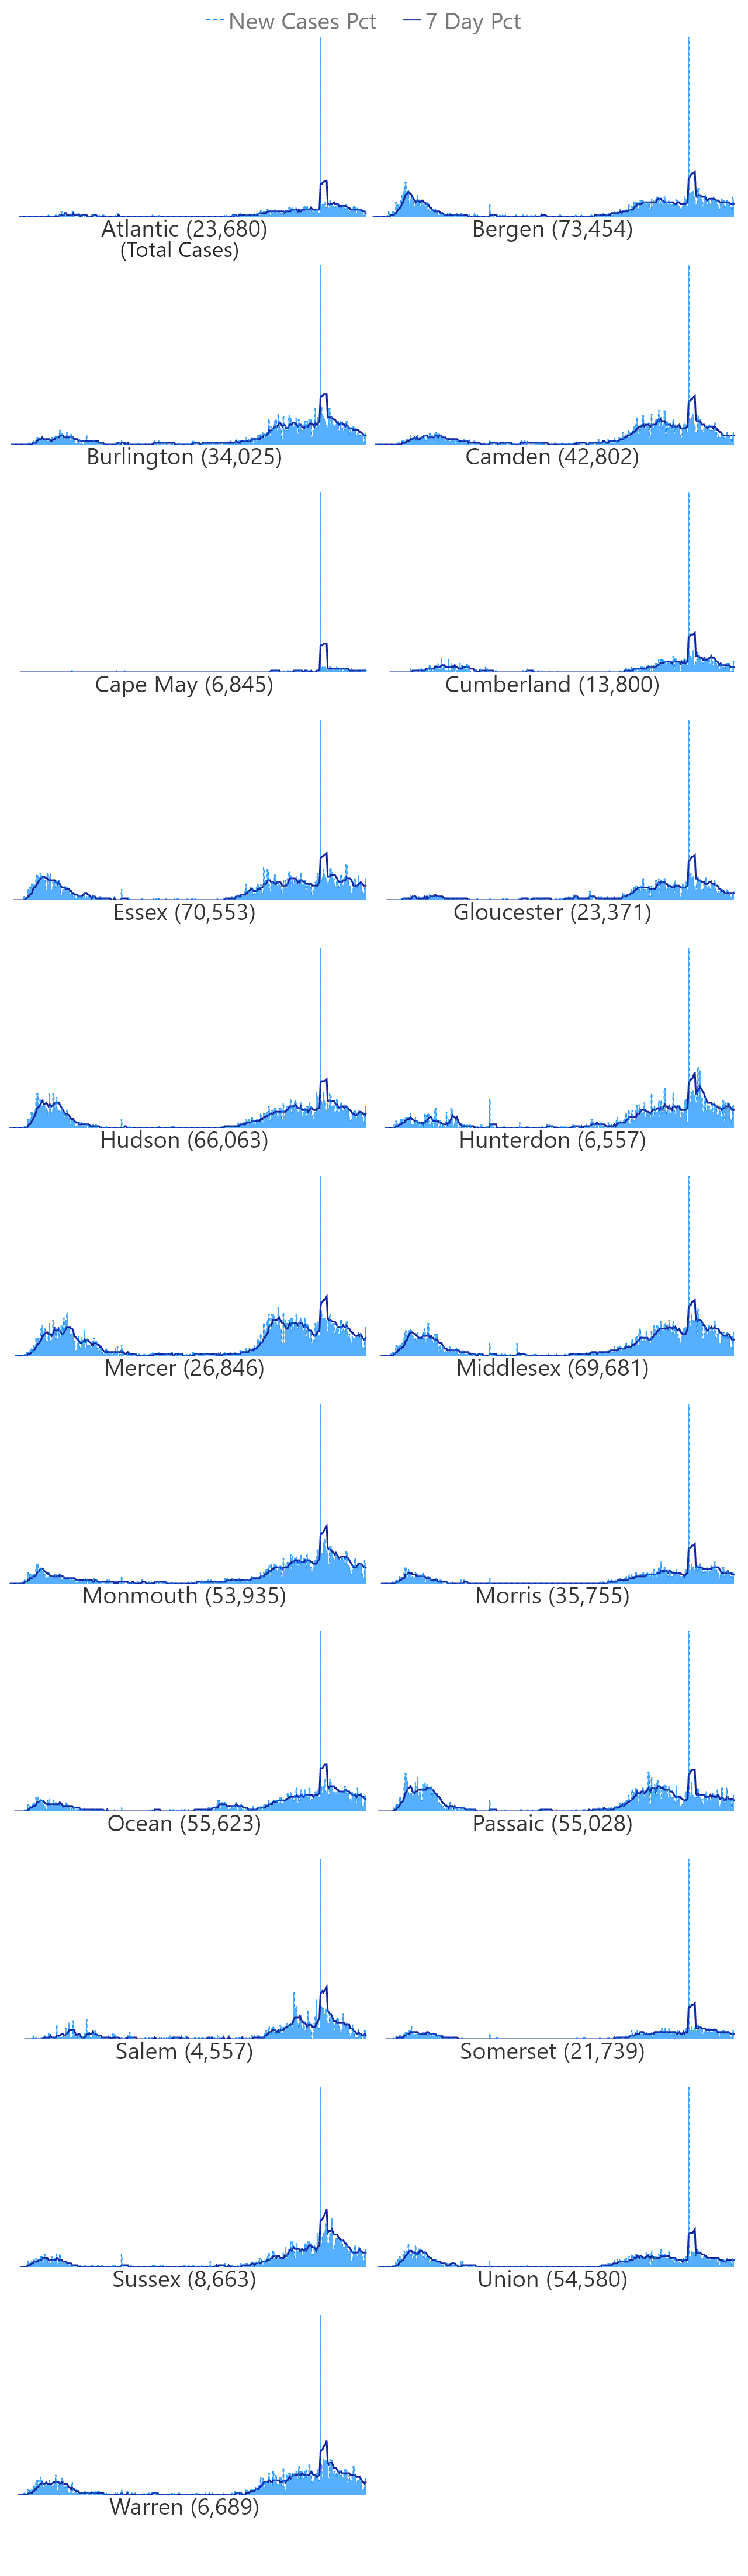 New Cases Pct 7 Day Pct
Atlantic (23,680) Bergen (73,454)
(Total Cases)
Burlington (34,025) Camden (42,802)
Cape May (6,845) Cumberland (13,800)
Essex (70,553) Gloucester (23,371)
Hudson (66,063) Hunterdon (6,557)
Mercer (26,846) Middlesex (69,681)
Monmouth (53,935) Morris (35,755)
Ocean (55,623) Passaic (55,028)
Salem (4,557) Somerset (21,739)
Sussex (8,663) Union (54,580)
Warren (6,689)